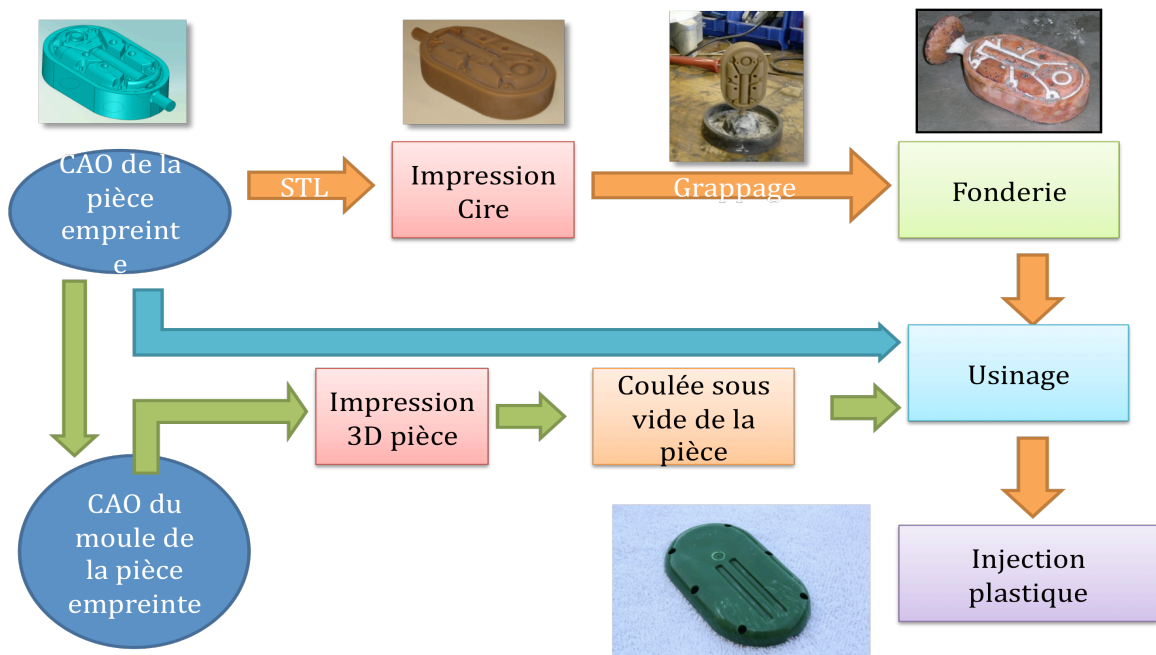 CAO de la
pièce
empreint
e
STL
Impression
Cire
Grappage
Fonderie
Usinage
Impression
3D pièce
Coulée sous
vide de la
pièce
CAO du
moule de
la pièce
empreinte
Injection
plastique